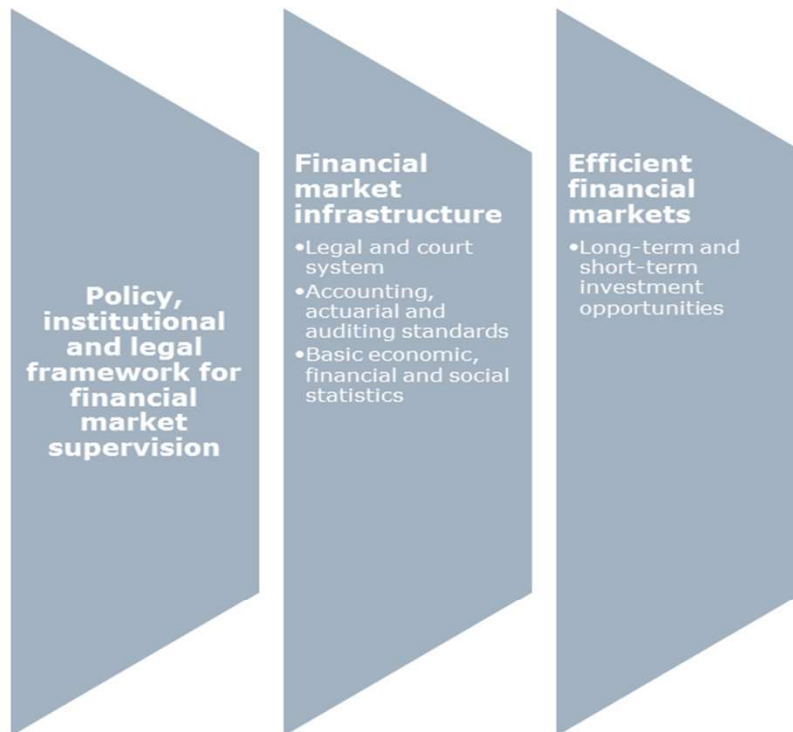 Policy,
institutional
and legal
framework for
financial
market
supervision
Financial
market
infrastructure
•Legal and court
system
•Accounting,
actuarial and
auditing standards
•Basic economic,
financial and social
statistics
Efficient
financial
markets
•Long-term and
short-term
investment
opportunities